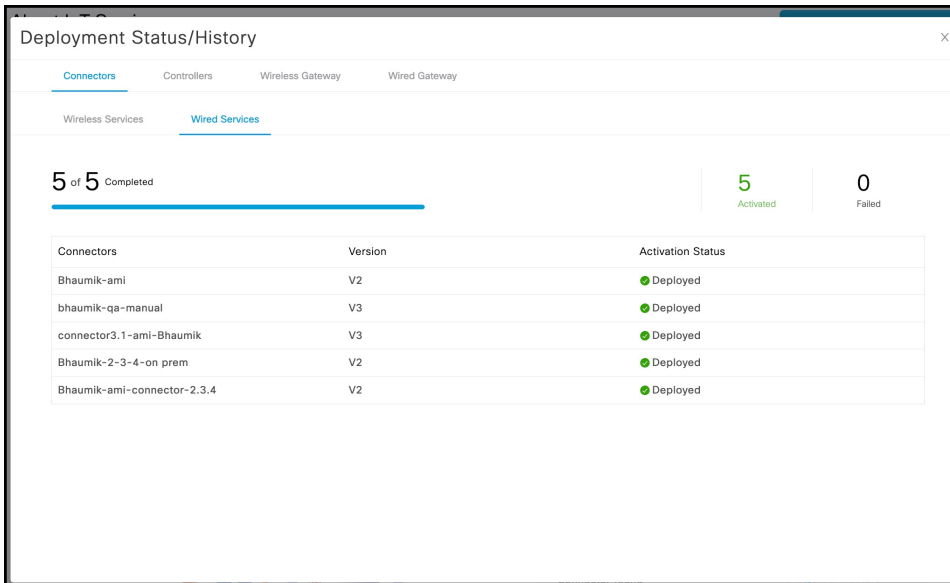 Deployment Status/History
X
Connectors Controllers Wireless Gateway Wired Gateway
Wireless Services Wired Services
5 of 5 Completed
5 Activated
0 Failed
Connectors Version Activation Status
Bhaumik-ami V2 Deployed
bhaumik-qa-manual V3 Deployed
connector3.1-ami-Bhaumik V3 Deployed
Bhaumik-2-3-4-on prem V2 Deployed
Bhaumik-ami-connector-2.3.4 V2 Deployed